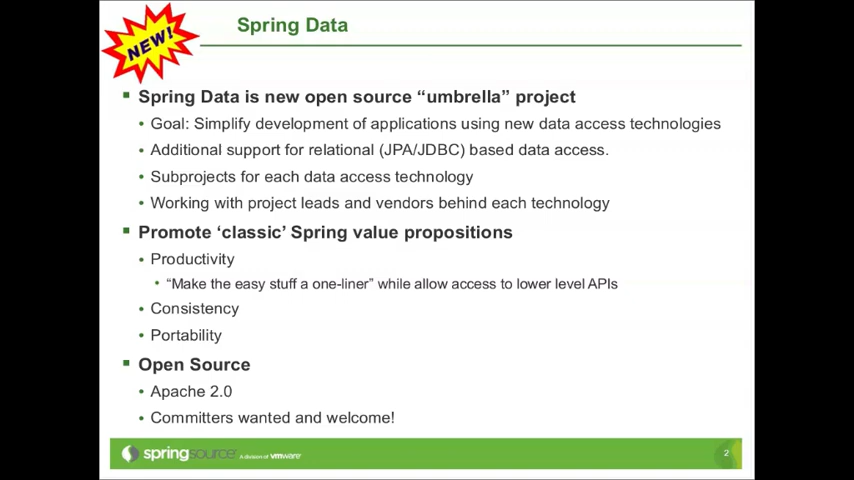 NEW!
Spring Data
Spring Data is new open source “umbrella” project
• Goal: Simplify development of applications using new data access technologies
• Additional support for relational (JPA/JDBC) based data access.
• Subprojects for each data access technology
• Working with project leads and vendors behind each technology
Promote ‘classic’ Spring value propositions
• Productivity
• “Make the easy stuff a one-liner” while allow access to lower level APIs
• Consistency
• Portability
Open Source
• Apache 2.0
• Committers wanted and welcome!
springsource A division of vmware
2